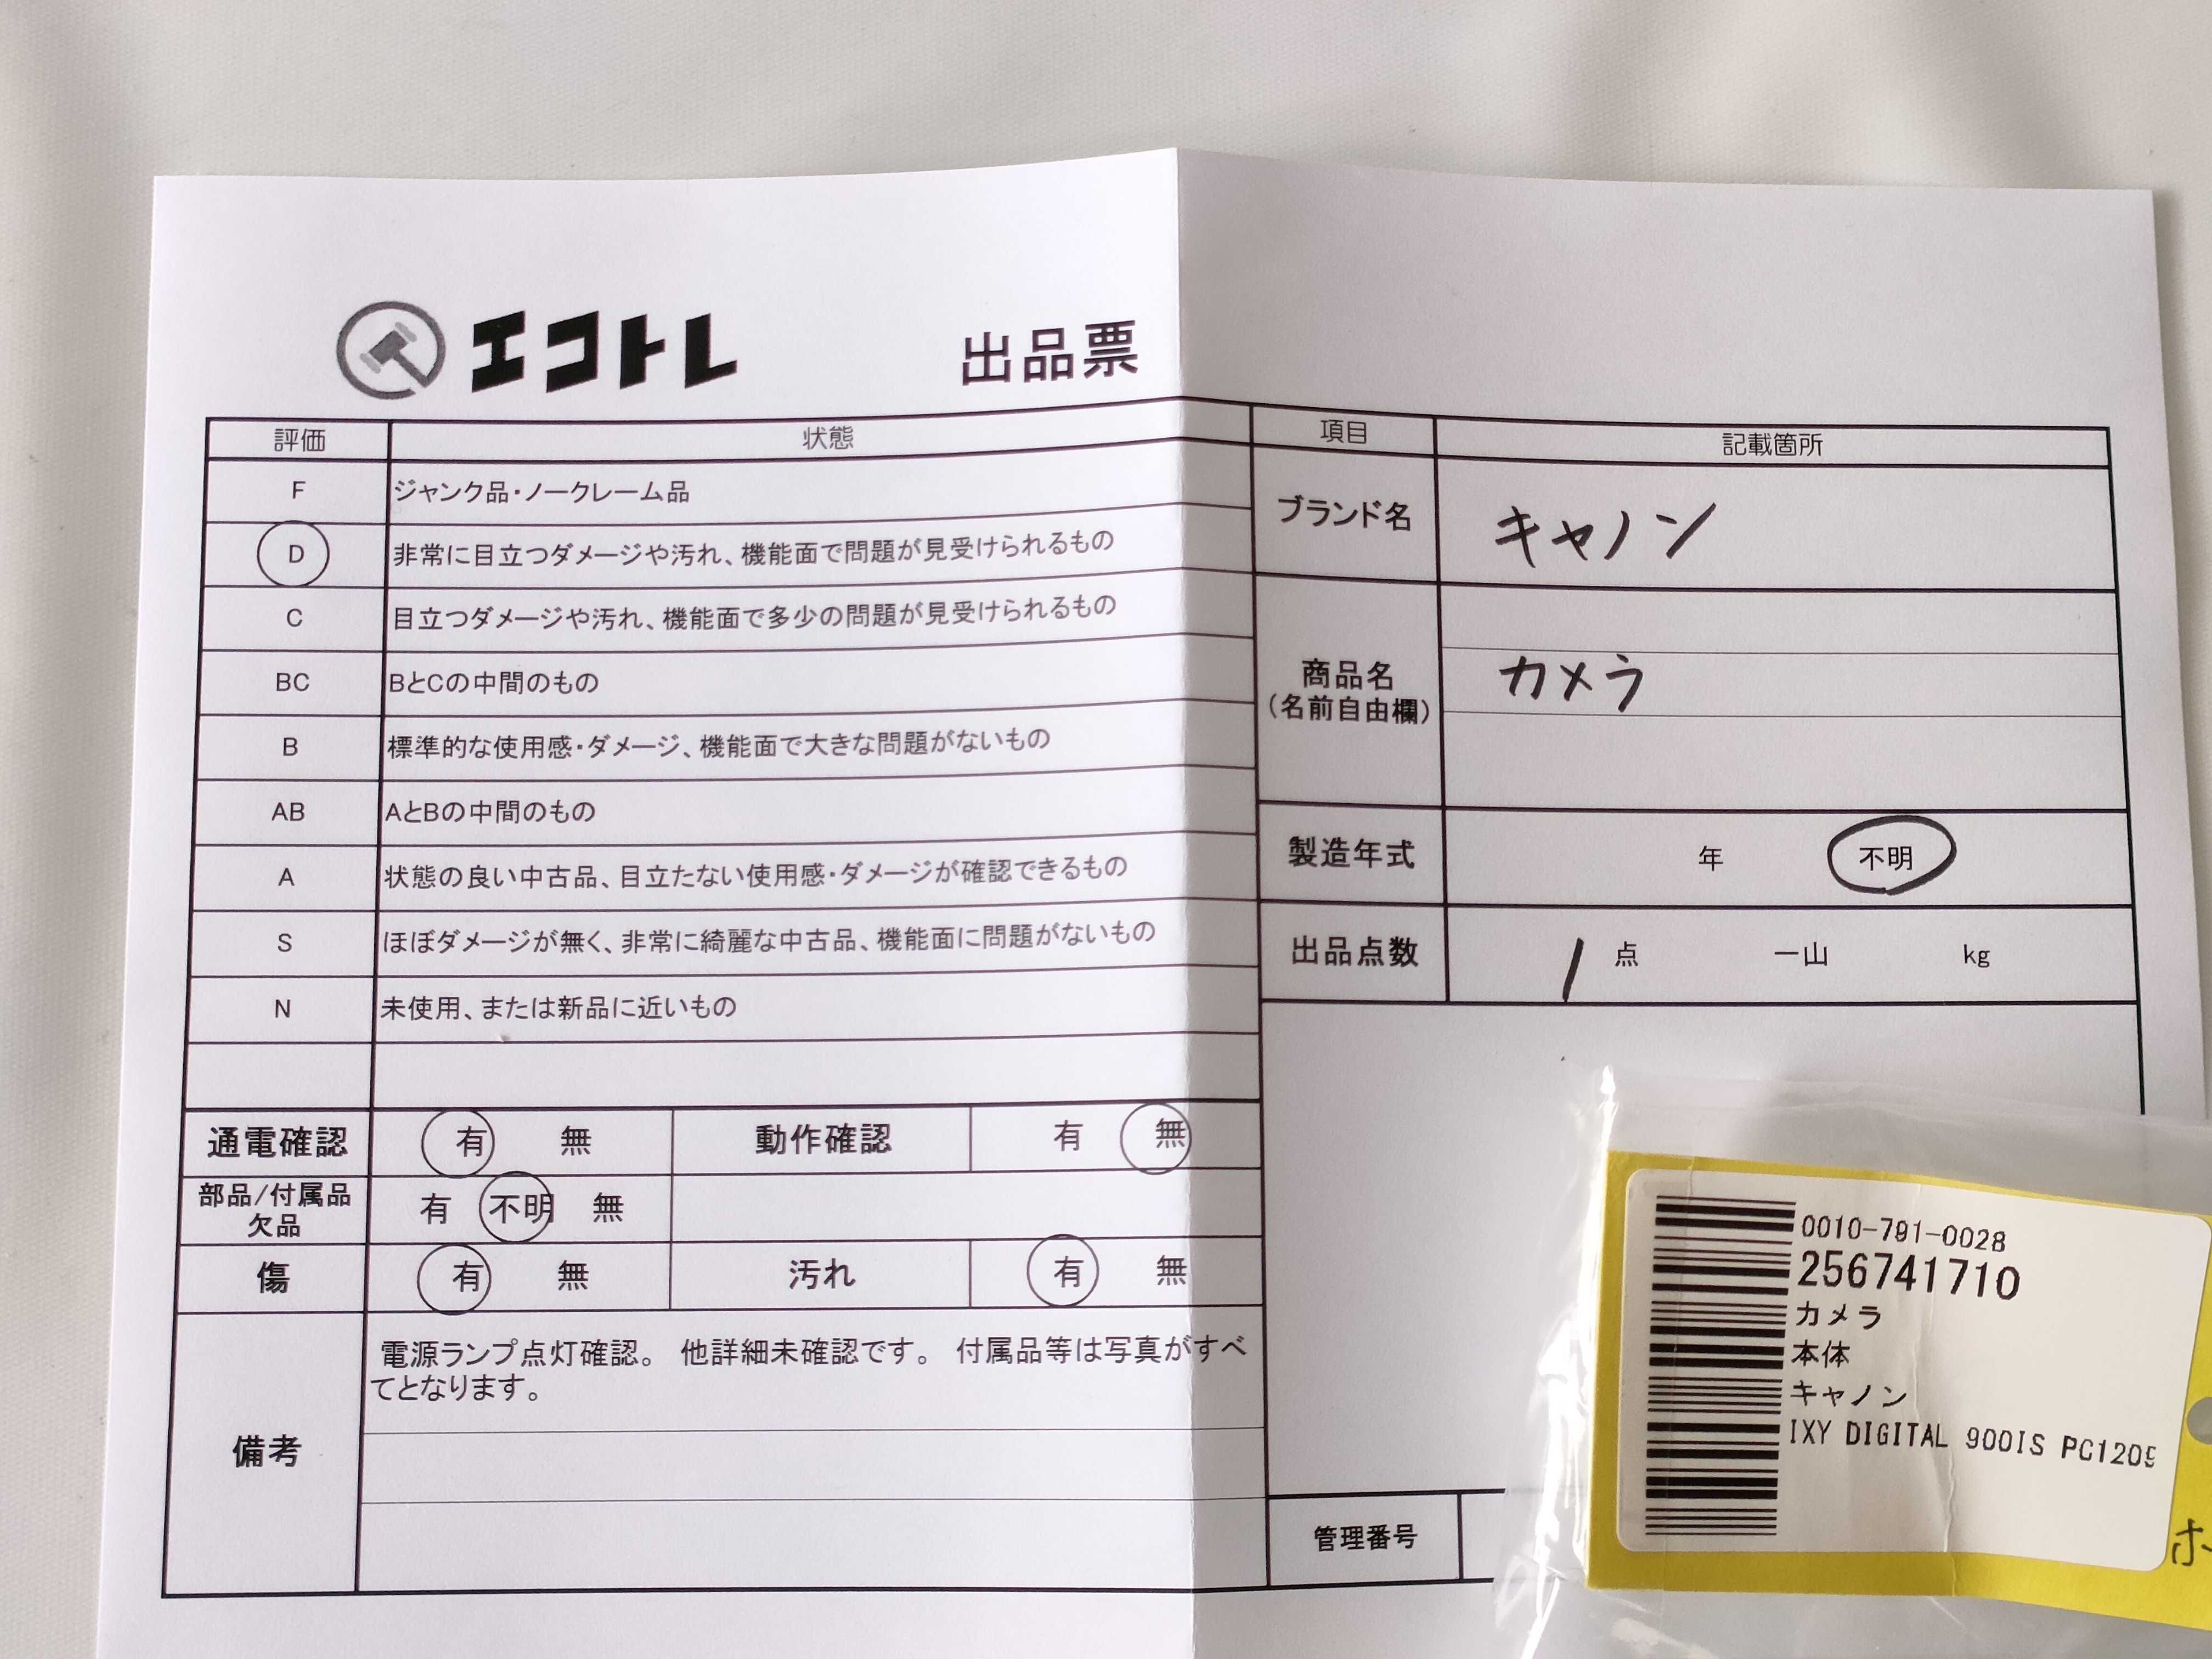 エコトレ 出品票
評価 状態
F ジャンク品・ノークレーム品
D 非常に目立つダメージや汚れ、機能面で問題が見受けられるもの
C 目立つダメージや汚れ、機能面で多少の問題が見受けられるもの
BC BとCの中間のもの
B 標準的な使用感・ダメージ、機能面で大きな問題がないもの
AB AとBの中間のもの
A 状態の良い中古品、目立たない使用感・ダメージが確認できるもの
S ほぼダメージが無く、非常に綺麗な中古品、機能面に問題がないもの
N 未使用、または新品に近いもの
通電確認 有 無 動作確認 有 無
部品/付属品
欠品
有 不明 無
傷 有 無 汚れ 有 無
備考
電源ランプ点灯確認。 他詳細未確認です。 付属品等は写真がすべ
てとなります。
項目 記載箇所
ブランド名 キャノン
商品名
(名前自由欄)
カメラ
製造年式 年 不明
出品点数 1 点 一山 kg
管理番号
0010-791-0028
256741710
カメラ
本体
キャノン
IXY DIGITAL 900IS PC1209